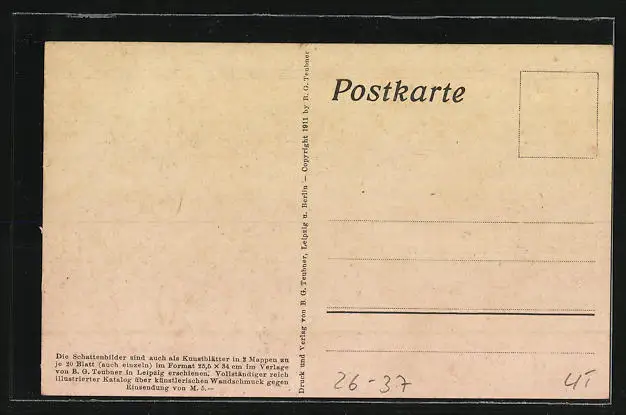 Postkarte
Druck und Verlag von B. G. Teubner, Leipzig u. Berlin — Copyright 1911 by B. G. Teubner
Die Schattenbilder sind auch als Kunstblätter in 2 Mappen zu
je 20 Blatt (auch einzeln) im Format 25,5 × 34 cm im Verlage
von B. G. Teubner in Leipzig erschienen. Vollständiger reich
illustrierter Katalog über künstlerischen Wandschmuck gegen
Einsendung von M. 5.—
26-37